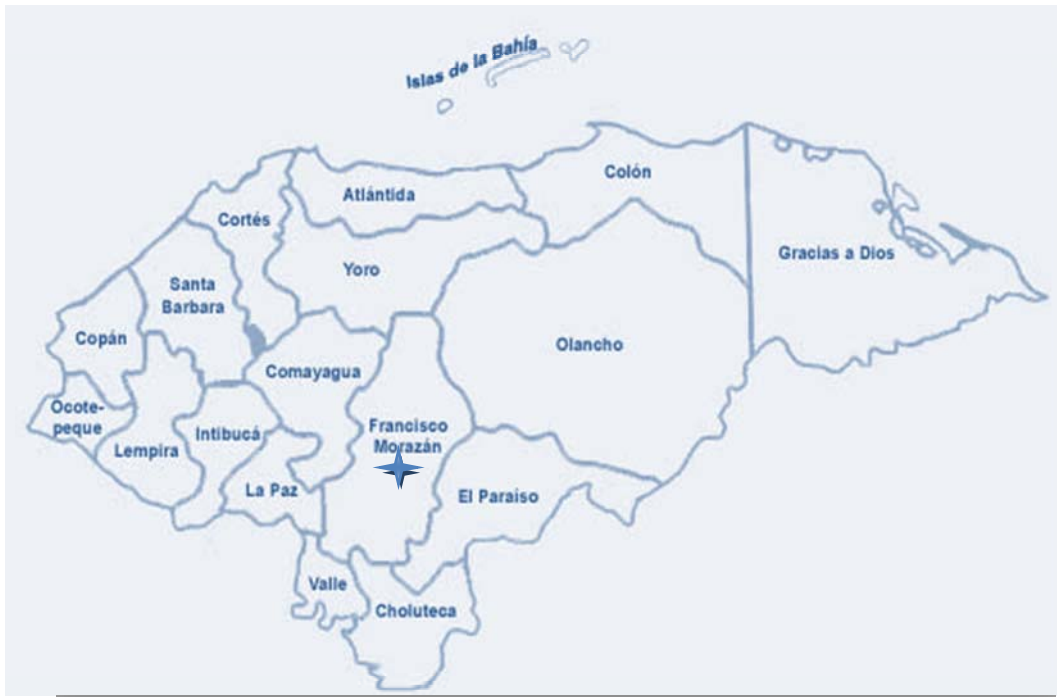 Islas de la Bahía
Colón
Atlántida
Cortés
Gracias a Dios
Yoro
Santa
Barbara
Copán
Olancho
Comayagua
Ocote-
peque
Francisco
Morazán
Intibucá
Lempira
La Paz
El Paraiso
Valle
Choluteca